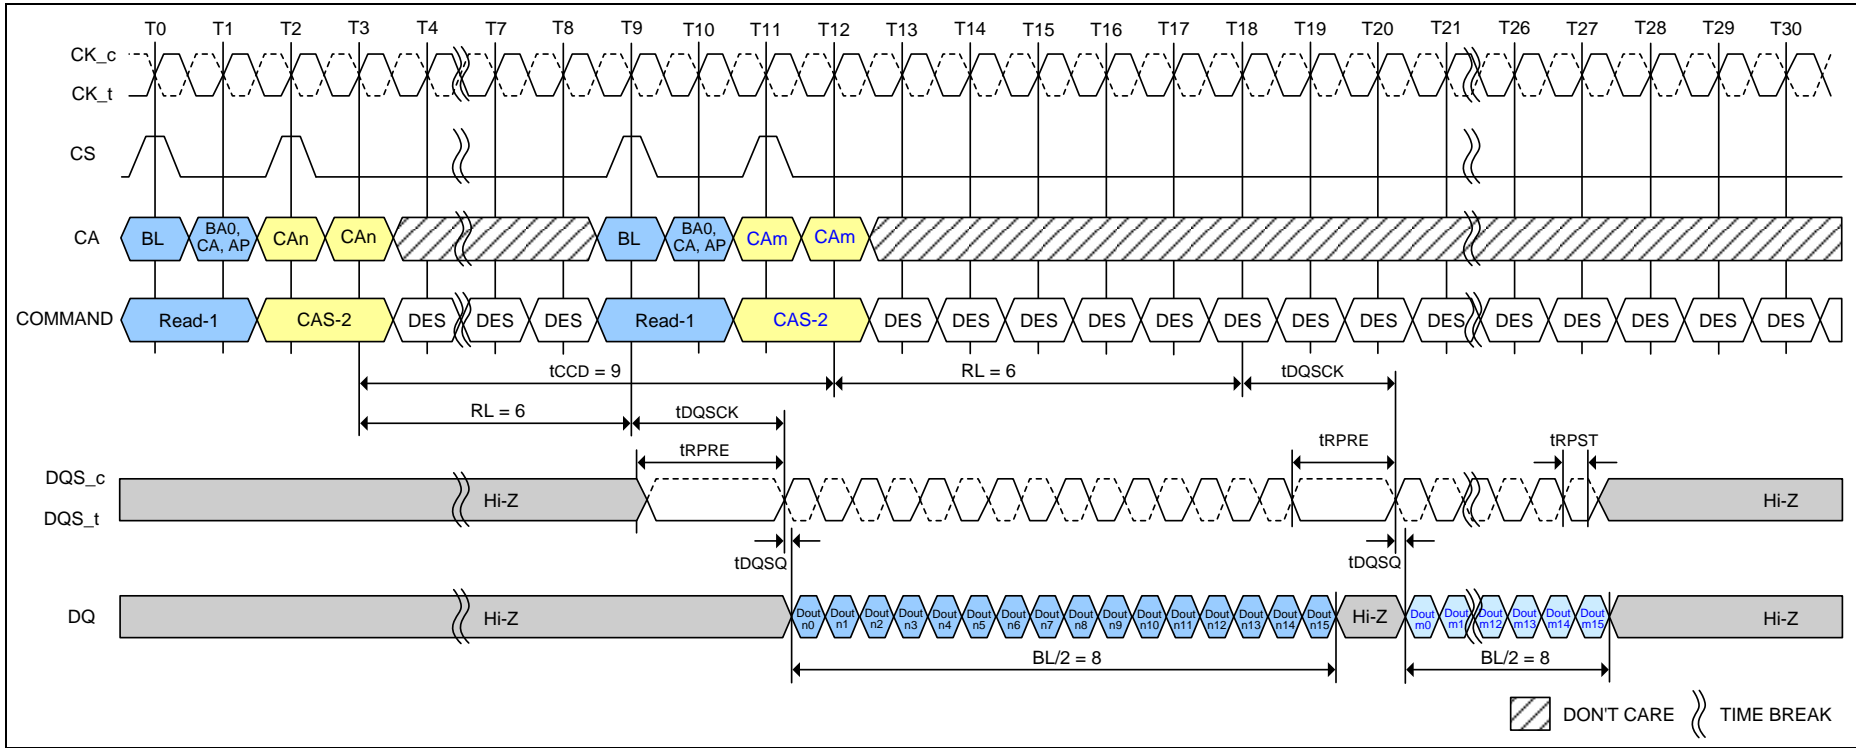 T0 T1 T2 T3 T4 T7 T8 T9 T10 T11 T12 T13 T14 T15 T16 T17 T18 T19 T20 T21 T26 T27 T28 T29 T30
CK_c
CK_t
CS
CA BL BA0, CA, AP CAn CAn BL BA0, CA, AP CAm CAm
COMMAND Read-1 CAS-2 DES DES DES Read-1 CAS-2 DES DES DES DES DES DES DES DES DES DES DES DES DES DES
tCCD = 9 RL = 6 tDQSCK
RL = 6 tDQSCK
tRPRE tRPRE tRPST
DQS_c
Hi-Z Hi-Z
DQS_t
tDQSQ tDQSQ
DQ Hi-Z Dout n0 Dout n1 Dout n2 Dout n3 Dout n4 Dout n5 Dout n6 Dout n7 Dout n8 Dout n9 Dout n10 Dout n11 Dout n12 Dout n13 Dout n14 Dout n15 Hi-Z Dout m0 Dout m1 Dout m12 Dout m13 Dout m14 Dout m15 Hi-Z
BL/2 = 8 BL/2 = 8
DON'T CARE TIME BREAK